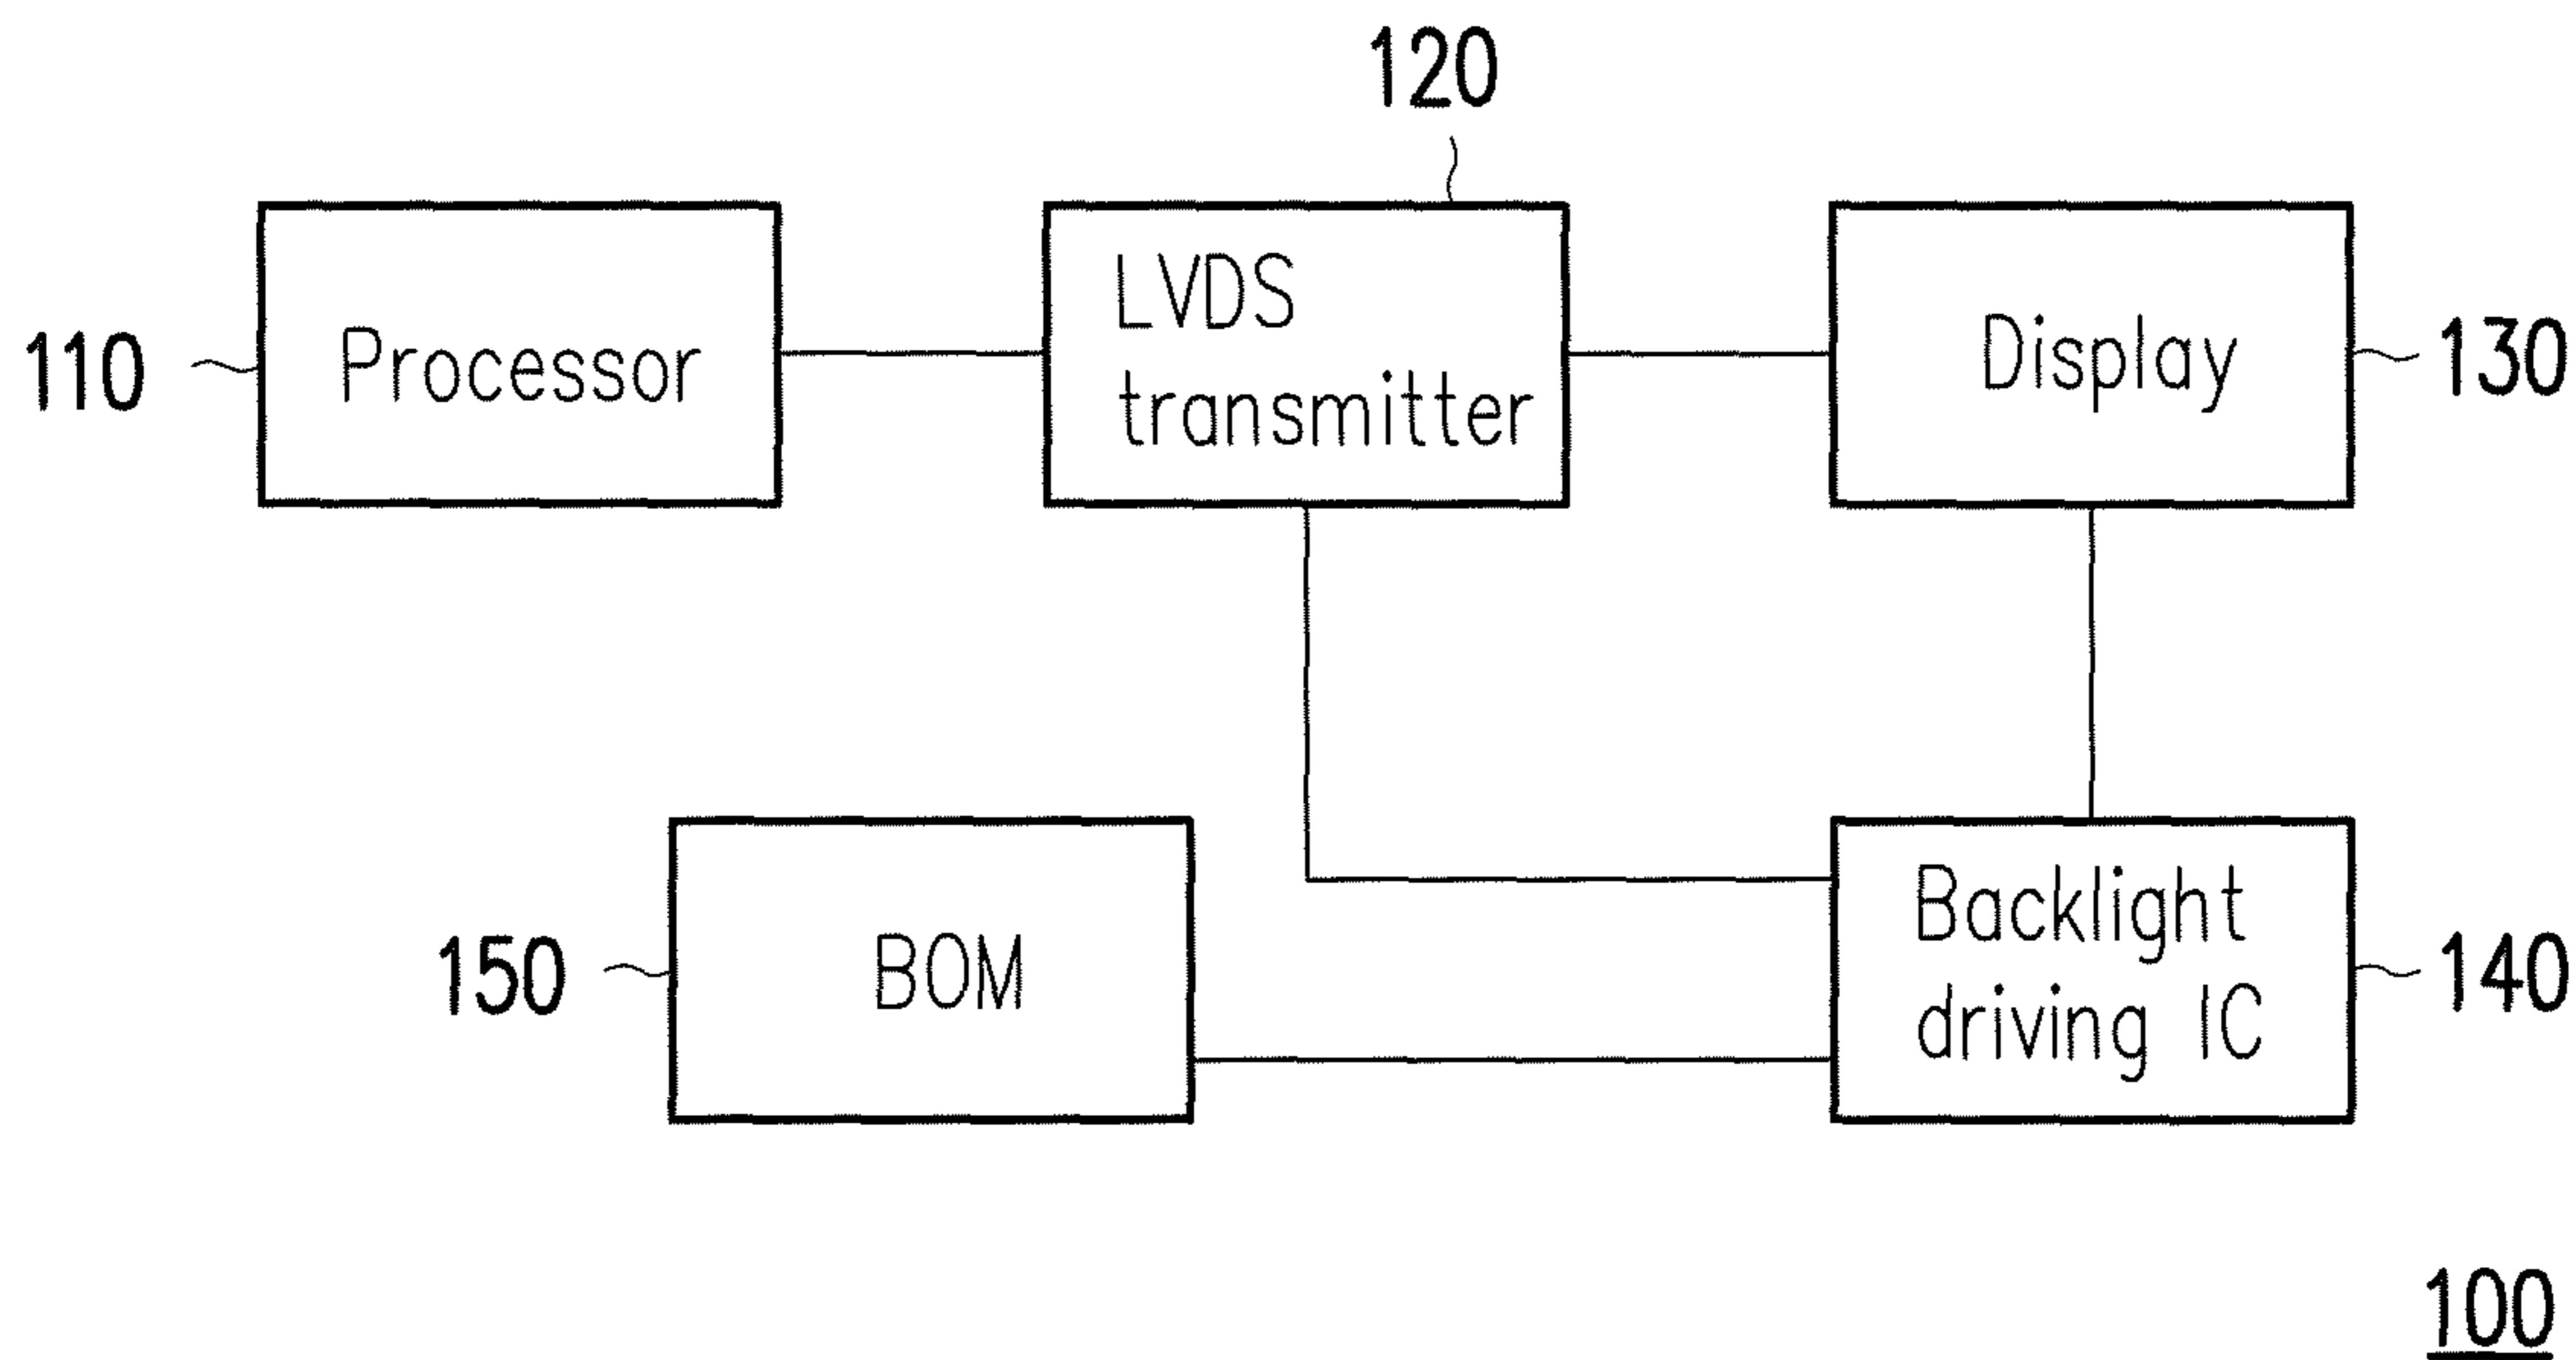 120
110
Processor
LVDS
transmitter
Display
130
150
BOM
Backlight
driving IC
140
100